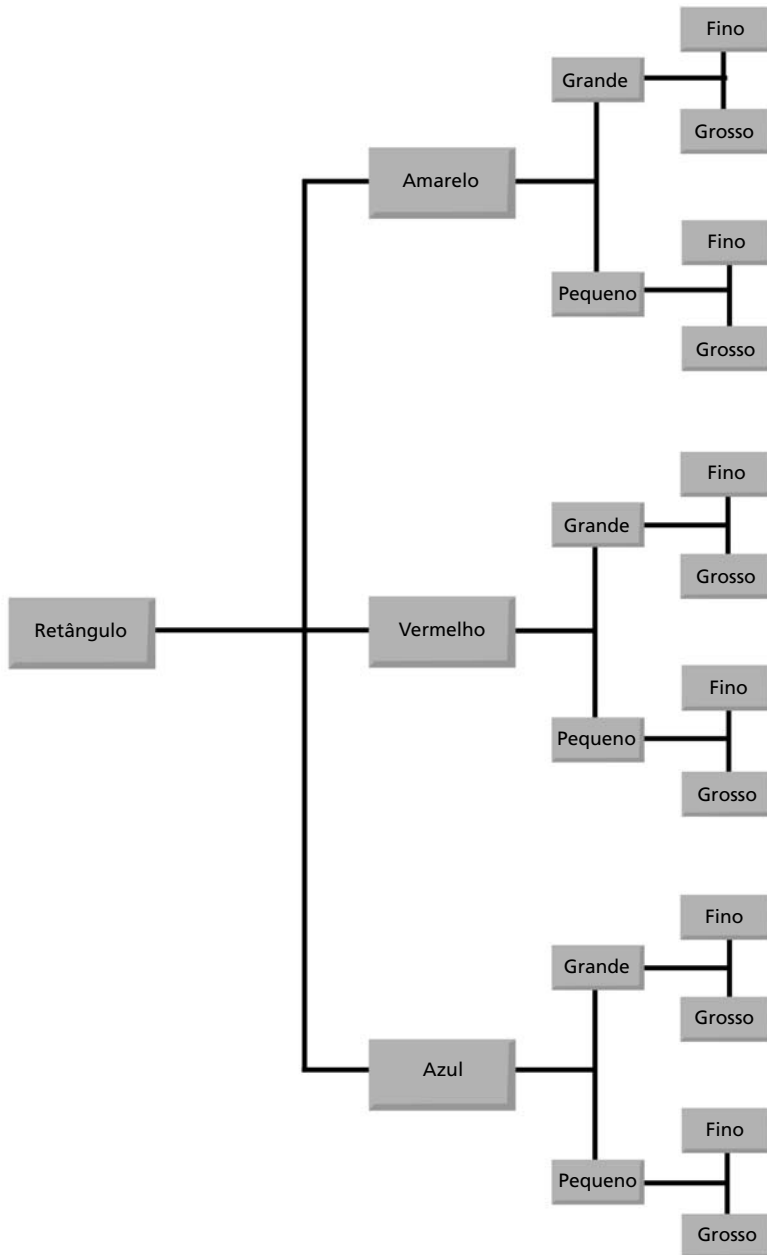 Fino
Grande
Grosso
Amarelo
Fino
Pequeno
Grosso
Fino
Grande
Grosso
Retângulo
Vermelho
Fino
Pequeno
Grosso
Fino
Grande
Grosso
Azul
Fino
Pequeno
Grosso